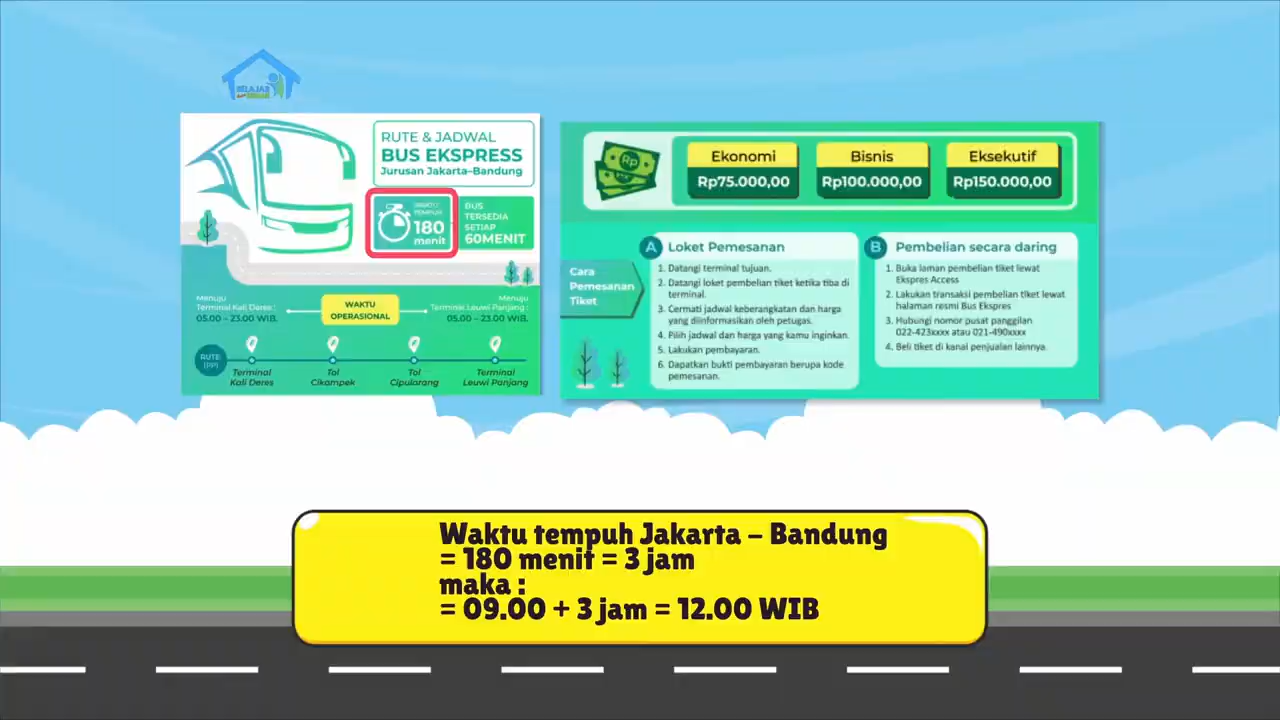 BELAJAR
RUTE & JADWAL
BUS EKSPRESS
Jurusan Jakarta–Bandung
WAKTU
TEMPUH
180
menit
BUS
TERSEDIA
SETIAP
60MENIT
Menuju
Terminal Kali Deres :
05.00 – 23.00 WIB.
WAKTU
OPERASIONAL
Menuju
Terminal Leuwi Panjang :
05.00 – 23.00 WIB.
RUTE
(PP)
Terminal
Kali Deres
Tol
Cikampek
Tol
Cipularang
Terminal
Leuwi Panjang
Rp
Ekonomi
Rp75.000,00
Bisnis
Rp100.000,00
Eksekutif
Rp150.000,00
Cara
Pemesanan
Tiket
A Loket Pemesanan
1. Datangi terminal tujuan.
2. Datangi loket pembelian tiket ketika tiba di
terminal.
3. Cermati jadwal keberangkatan dan harga
yang diinformasikan oleh petugas.
4. Pilih jadwal dan harga yang kamu inginkan.
5. Lakukan pembayaran.
6. Dapatkan bukti pembayaran berupa kode
pemesanan.
B Pembelian secara daring
1. Buka laman pembelian tiket lewat
Ekspres Access
2. Lakukan transaksi pembelian tiket lewat
halaman resmi Bus Ekspres
3. Hubungi nomor pusat panggilan
022-423xxxx atau 021-490xxxx
4. Beli tiket di kanal penjualan lainnya.
Waktu tempuh Jakarta – Bandung
= 180 menit = 3 jam
maka :
= 09.00 + 3 jam = 12.00 WIB